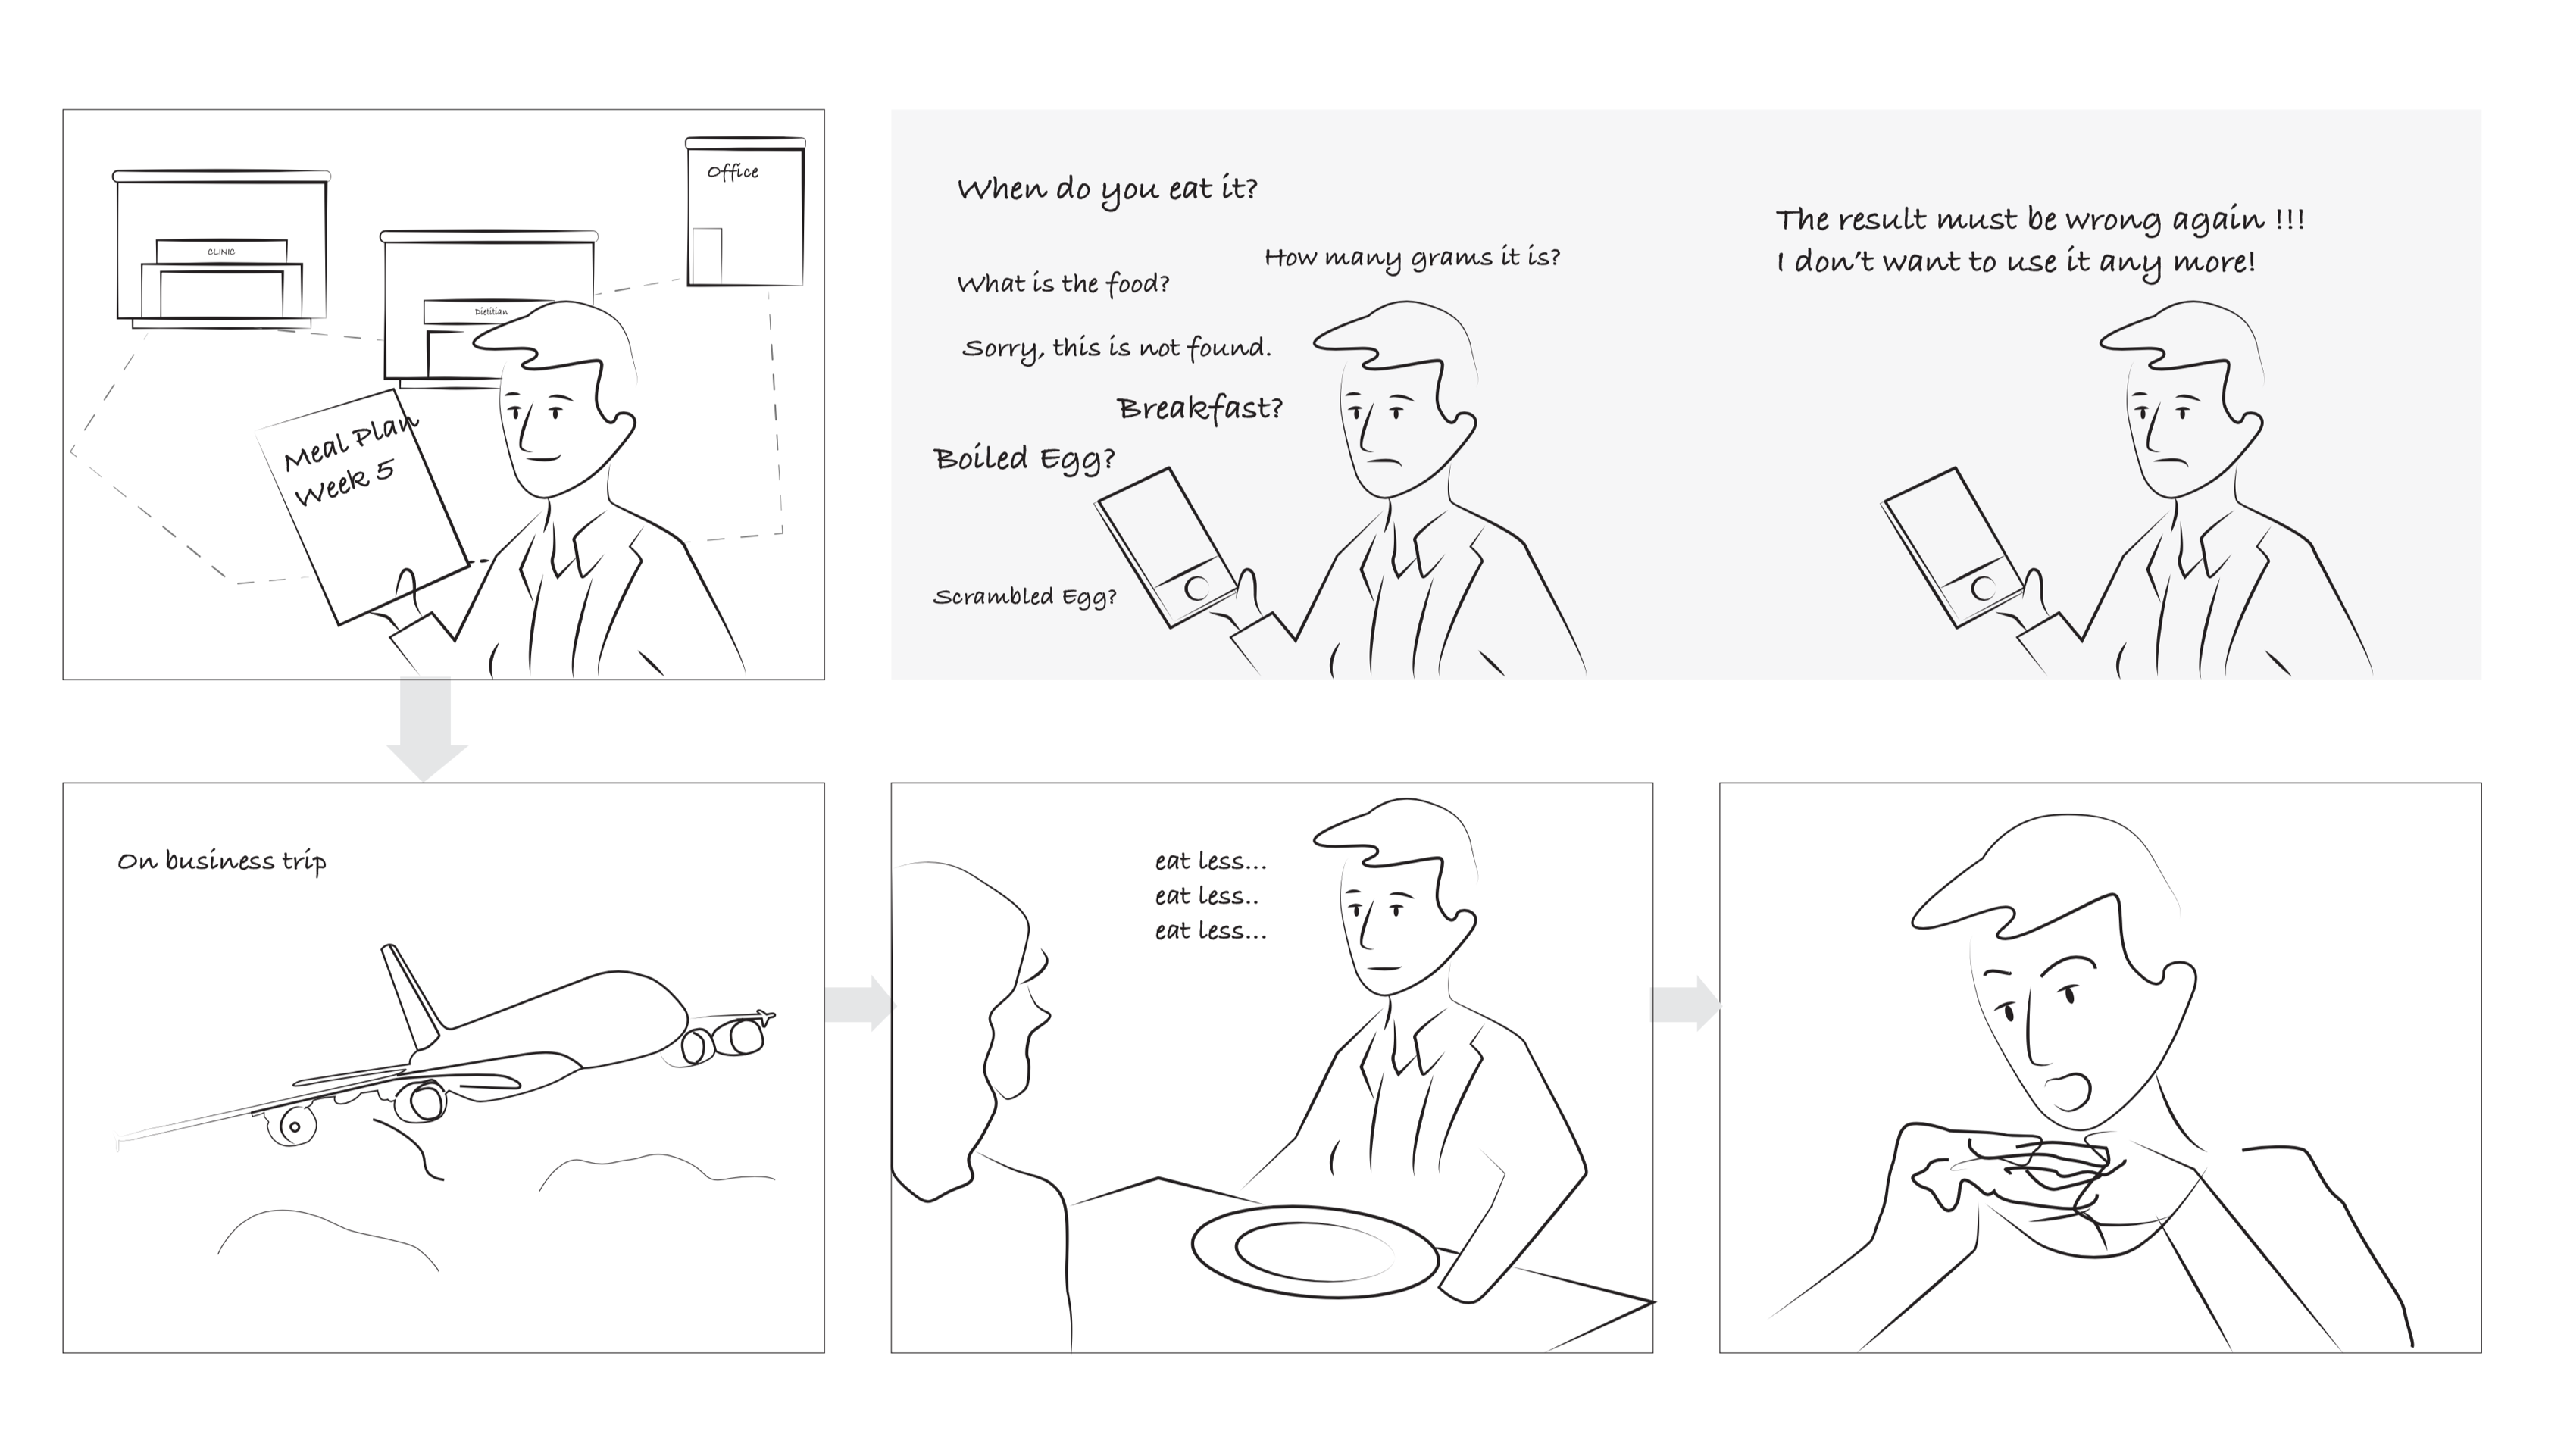 Office
CLINIC
Dietitian
Meal Plan
Week 5
When do you eat it?
How many grams it is?
What is the food?
Sorry, this is not found.
Breakfast?
Boiled Egg?
Scrambled Egg?
The result must be wrong again !!!
I don't want to use it any more!
On business trip
eat less...
eat less..
eat less...